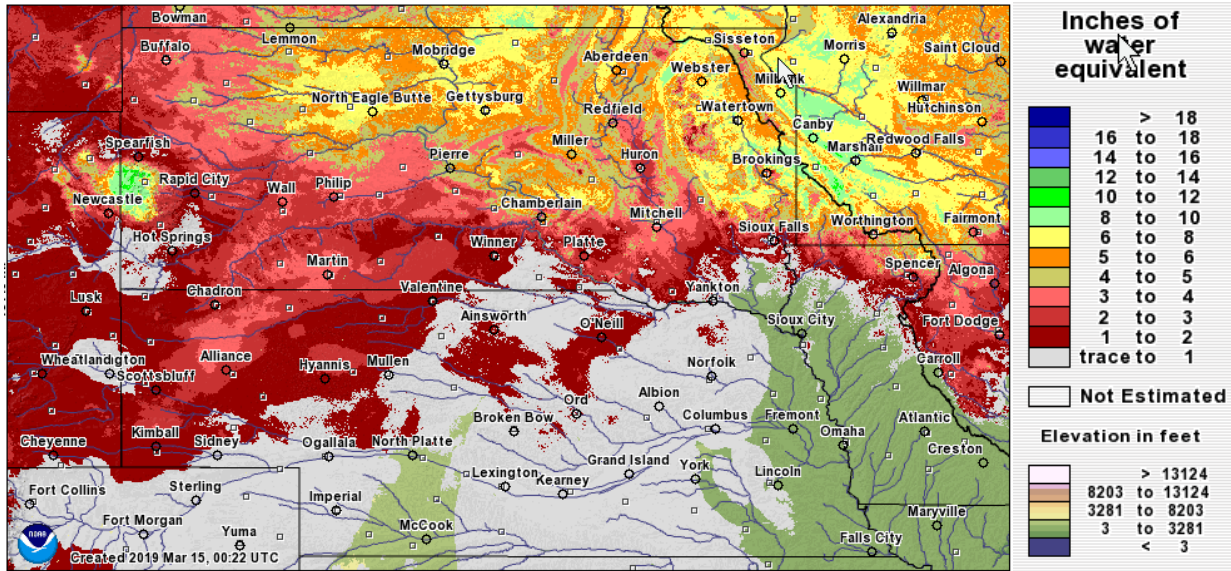 Bowman
Lemmon
Alexandria
Buffalo
Mobridge
Aberdeen
Sisseton
Morris
Saint Cloud
Webster
North Eagle Butte
Gettysburg
Redfield
Watertown
Willmar
Hutchinson
Spearfish
Pierre
Miller
Huron
Canby
Redwood Falls
Marshall
Brookings
Newcastle
Rapid City
Wall
Philip
Chamberlain
Mitchell
Hot Springs
Winner
Platte
Sioux Falls
Worthington
Fairmont
Martin
Spencer
Algona
Lusk
Chadron
Valentine
Yankton
Ainsworth
O'Neill
Sioux City
Fort Dodge
Wheatland
Alliance
Hyannis
Mullen
Norfolk
Carroll
Scottsbluff
Ord
Albion
Broken Bow
Columbus
Fremont
Atlantic
Cheyenne
Kimball
Sidney
Ogallala
North Platte
Omaha
Creston
Lexington
Grand Island
York
Lincoln
Fort Collins
Sterling
Imperial
Kearney
Maryville
Fort Morgan
Yuma
McCook
Falls City
NOAA
Created 2019 Mar 15, 00:22 UTC
Inches of
water
equivalent
> 18
16 to 18
14 to 16
12 to 14
10 to 12
8 to 10
6 to 8
5 to 6
4 to 5
3 to 4
2 to 3
1 to 2
trace to 1
Not Estimated
Elevation in feet
> 13124
8203 to 13124
3281 to 8203
3 to 3281
< 3